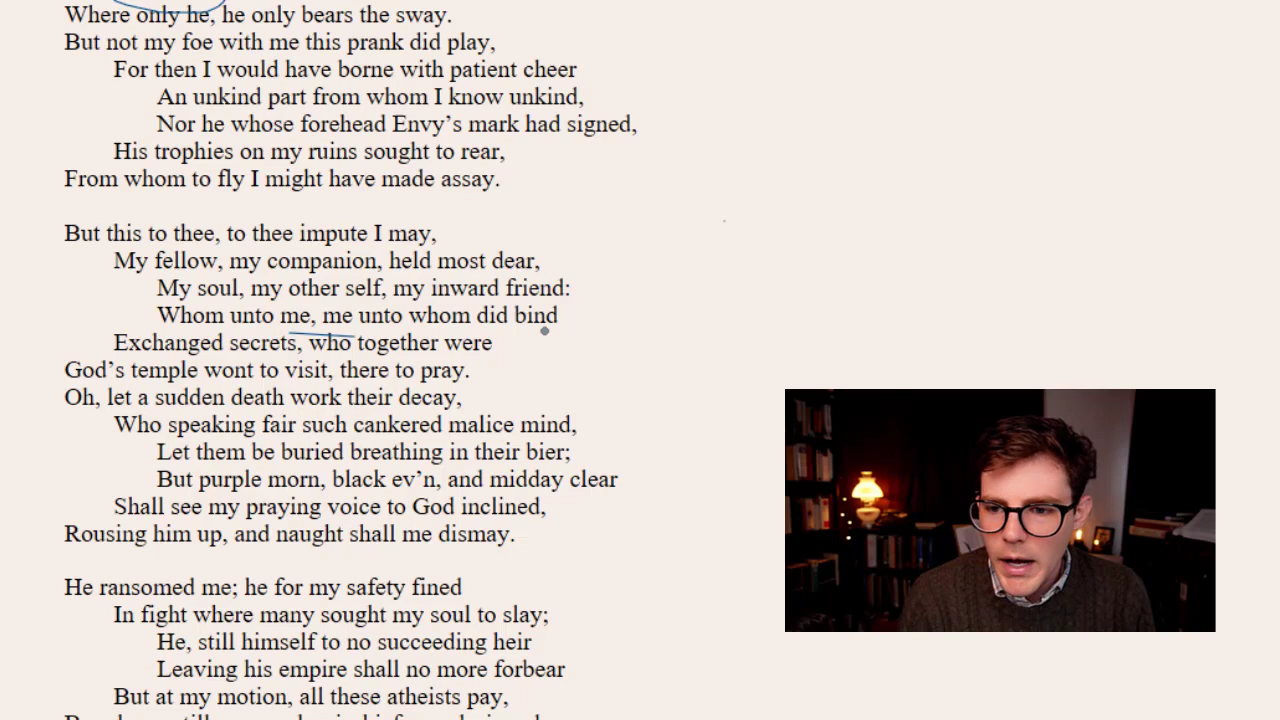 Where only he, he only bears the sway.
But not my foe with me this prank did play,
For then I would have borne with patient cheer
An unkind part from whom I know unkind,
Nor he whose forehead Envy's mark had signed,
His trophies on my ruins sought to rear,
From whom to fly I might have made assay.
But this to thee, to thee impute I may,
My fellow, my companion, held most dear,
My soul, my other self, my inward friend:
Whom unto me, me unto whom did bind
Exchanged secrets, who together were
God's temple wont to visit, there to pray.
Oh, let a sudden death work their decay,
Who speaking fair such cankered malice mind,
Let them be buried breathing in their bier;
But purple morn, black ev'n, and midday clear
Shall see my praying voice to God inclined,
Rousing him up, and naught shall me dismay.
He ransomed me; he for my safety fined
In fight where many sought my soul to slay;
He, still himself to no succeeding heir
Leaving his empire shall no more forbear
But at my motion, all these atheists pay,